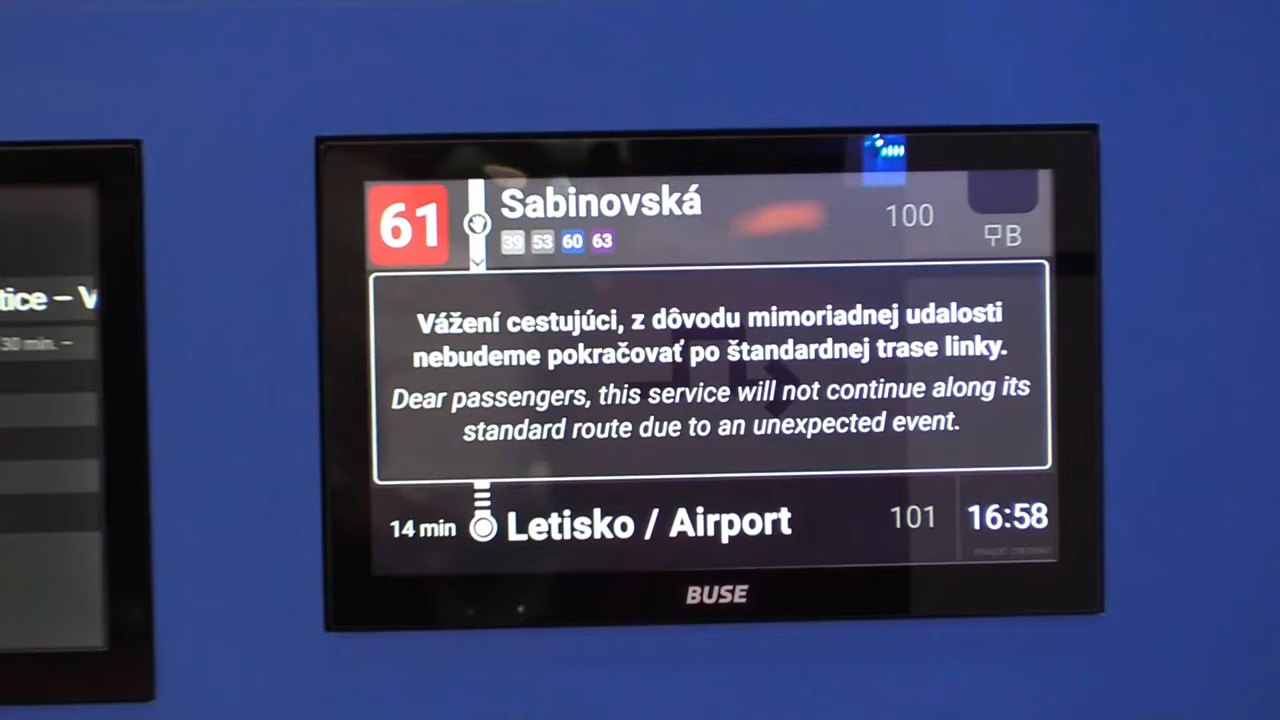 61 Sabinovská 100
39 53 60 63 B
tice – V
30 min. –
Vážení cestujúci, z dôvodu mimoriadnej udalosti
nebudeme pokračovať po štandardnej trase linky.
Dear passengers, this service will not continue along its
standard route due to an unexpected event.
14 min Letisko / Airport 101 16:58
BUSE